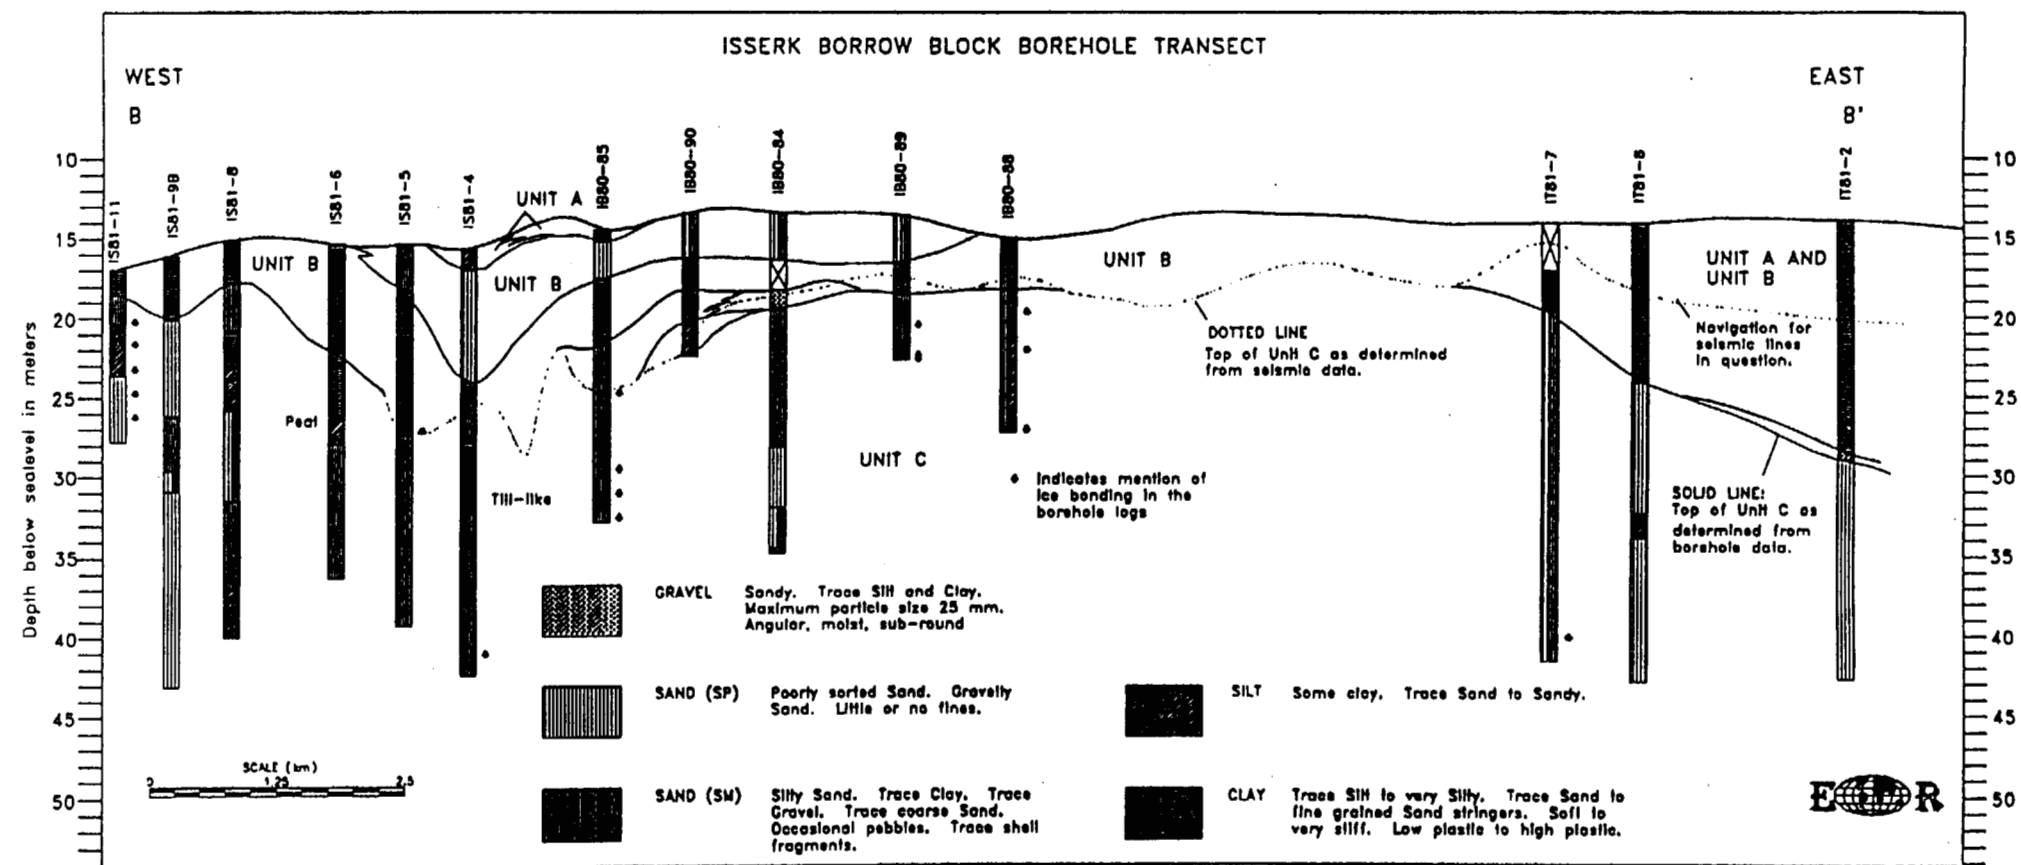 ISSERK BORROW BLOCK BOREHOLE TRANSECT
WEST
EAST
B
B'
10
15
20
25
30
35
40
45
50
Depth below sealevel in meters
IS81-11
IS81-9B
IS81-8
IS81-6
IS81-5
IS81-4
IB80-85
IB80-90
IB80-84
IB80-89
IB80-88
IT81-7
IT81-8
IT81-2
10
15
20
25
30
35
40
45
50
UNIT A
UNIT B
UNIT B
UNIT B
UNIT A AND
UNIT B
UNIT C
Peat
Till-like
DOTTED LINE
Top of Unit C as determined
from seismic data.
Navigation for
seismic lines
in question.
Indicates mention of
ice bonding in the
borehole logs
SOLID LINE:
Top of Unit C as
determined from
borehole data.
GRAVEL
Sandy. Trace Silt and Clay.
Maximum particle size 25 mm.
Angular, moist, sub-round
SAND (SP)
Poorly sorted Sand. Gravelly
Sand. Little or no fines.
SAND (SM)
Silty Sand. Trace Clay. Trace
Gravel. Trace coarse Sand.
Occasional pebbles. Trace shell
fragments.
SILT
Some clay. Trace Sand to Sandy.
CLAY
Trace Silt to very Silty. Trace Sand to
fine grained Sand stringers. Soft to
very stiff. Low plastic to high plastic.
SCALE (km)
0 1.25 2.5
E R